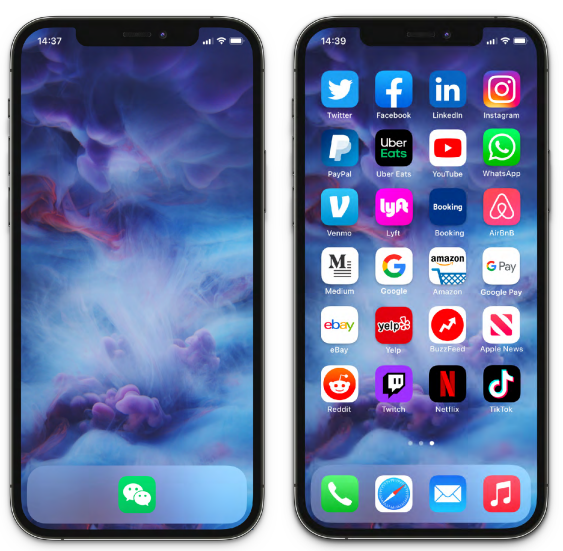 14:37
14:39
Twitter
Facebook
in
LinkedIn
Instagram
PayPal
Uber
Eats
Uber Eats
YouTube
WhatsApp
Venmo
lyft
Lyft
Booking
Booking
AirBnB
M
Medium
G
Google
amazon
Amazon
G Pay
Google Pay
ebay
eBay
yelp
Yelp
BuzzFeed
Apple News
Reddit
Twitch
N
Netflix
TikTok